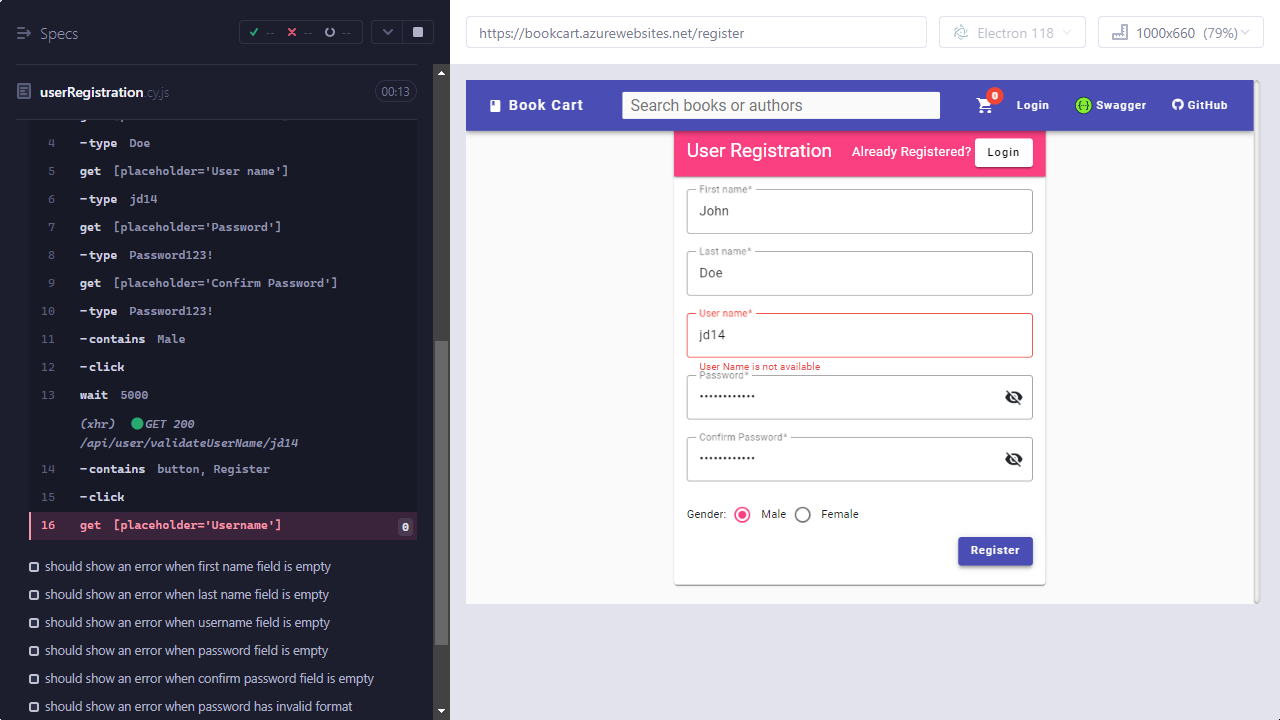 Specs
-- -- --
userRegistration cy.js
00:13
4 -type Doe
5 get [placeholder='User name']
6 -type jd14
7 get [placeholder='Password']
8 -type Password123!
9 get [placeholder='Confirm Password']
10 -type Password123!
11 -contains Male
12 -click
13 wait 5000
(xhr) GET 200
/api/user/validateUserName/jd14
14 -contains button, Register
15 -click
16 get [placeholder='Username'] 0
should show an error when first name field is empty
should show an error when last name field is empty
should show an error when username field is empty
should show an error when password field is empty
should show an error when confirm password field is empty
should show an error when password has invalid format
https://bookcart.azurewebsites.net/register
Electron 118
1000x660 (79%)
Book Cart
Search books or authors
0
Login
{-} Swagger
GitHub
User Registration
Already Registered?
Login
First name*
John
Last name*
Doe
User name*
jd14
User Name is not available
Password*
••••••••••••
Confirm Password*
••••••••••••
Gender: Male Female
Register